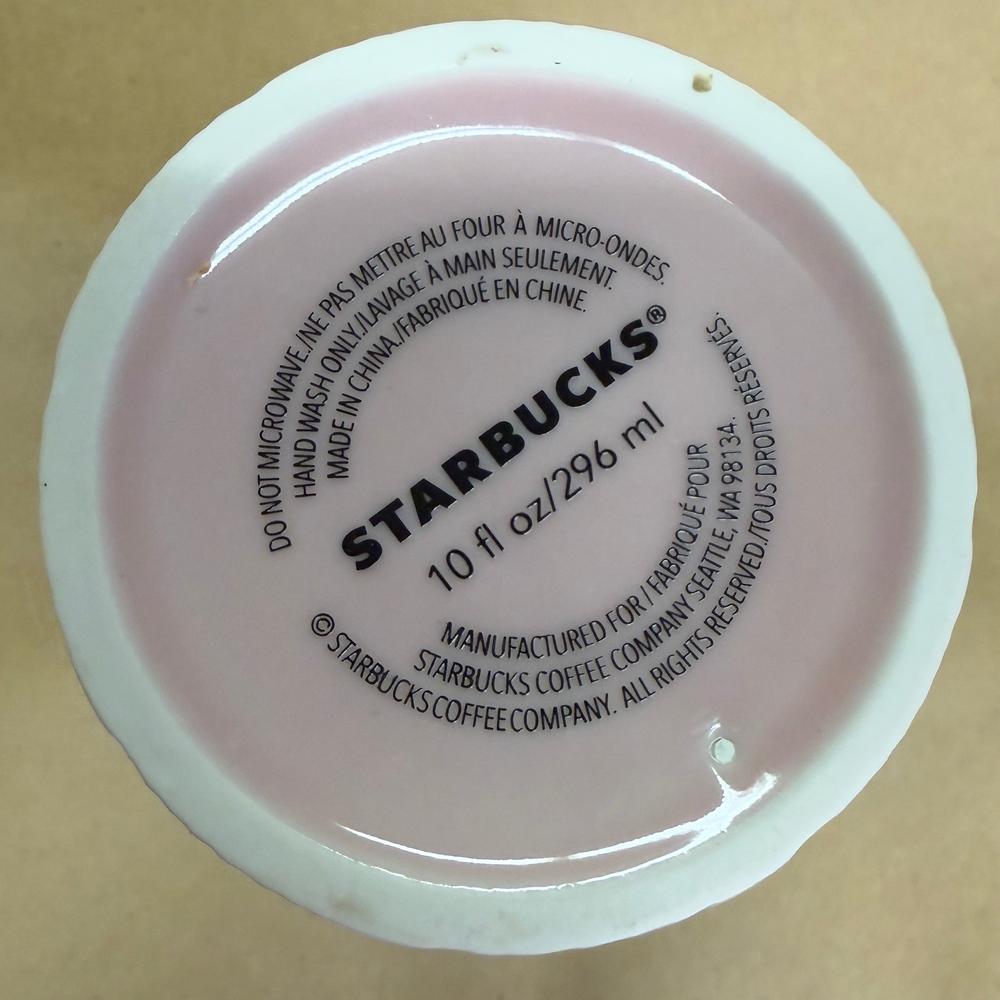 DO NOT MICROWAVE./NE PAS METTRE AU FOUR À MICRO-ONDES.
HAND WASH ONLY./LAVAGE À MAIN SEULEMENT.
MADE IN CHINA./FABRIQUÉ EN CHINE.
STARBUCKS®
10 fl oz/296 ml
MANUFACTURED FOR / FABRIQUÉ POUR
STARBUCKS COFFEE COMPANY SEATTLE, WA 98134.
© STARBUCKS COFFEE COMPANY. ALL RIGHTS RESERVED./TOUS DROITS RÉSERVÉS.